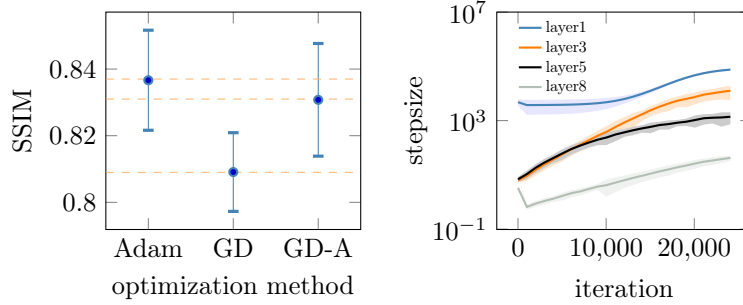 SSIM
0.84
0.82
0.8
Adam GD GD-A
optimization method
stepsize
10^7
10^3
10^−1
layer1
layer3
layer5
layer8
0 10,000 20,000
iteration